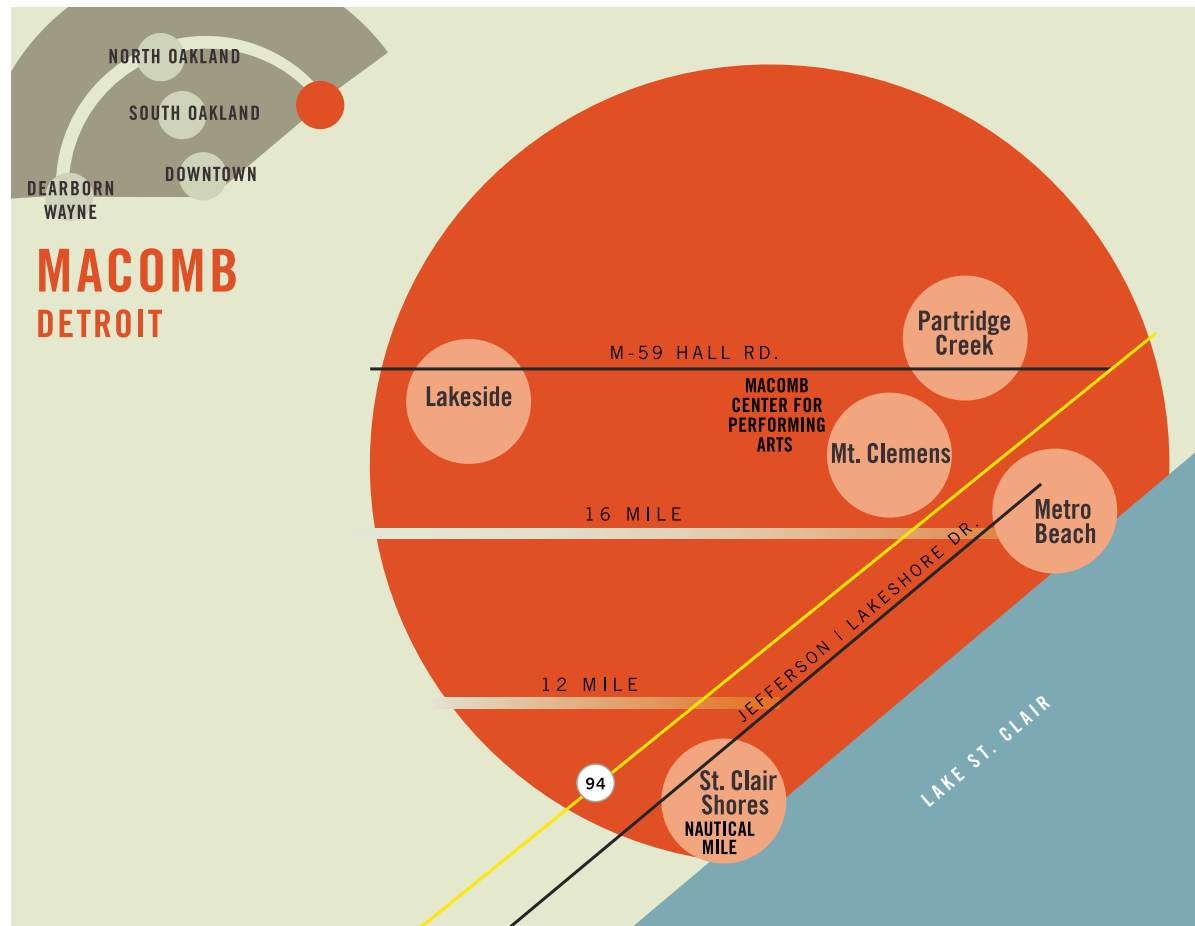 NORTH OAKLAND
SOUTH OAKLAND
DOWNTOWN
DEARBORN
WAYNE
MACOMB
DETROIT
Partridge
Creek
M-59 HALL RD.
Lakeside
MACOMB
CENTER FOR
PERFORMING
ARTS
Mt. Clemens
Metro
Beach
16 MILE
JEFFERSON | LAKESHORE DR.
12 MILE
LAKE ST. CLAIR
94
St. Clair
Shores
NAUTICAL
MILE